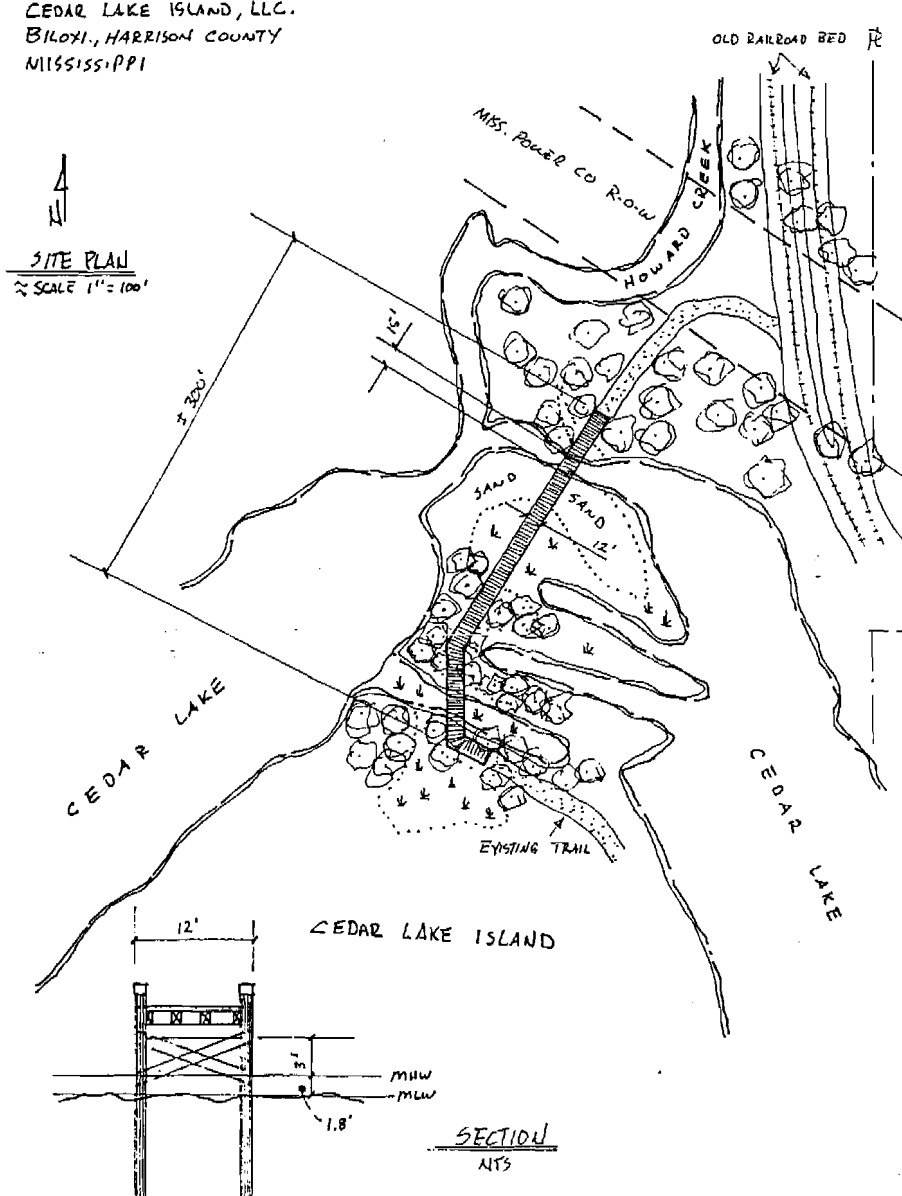 CEDAR LAKE ISLAND, LLC.
BILOXI., HARRISON COUNTY
MISSISSIPPI
OLD RAILROAD BED
MISS. POWER CO R-O-W
HOWARD CREEK
N
SITE PLAN
≈ SCALE 1"=100'
± 300'
SAND
SAND
12'
CEDAR LAKE
CEDAR LAKE
EXISTING TRAIL
CEDAR LAKE ISLAND
12'
3'
MHW
MLW
1.8'
SECTION
NTS